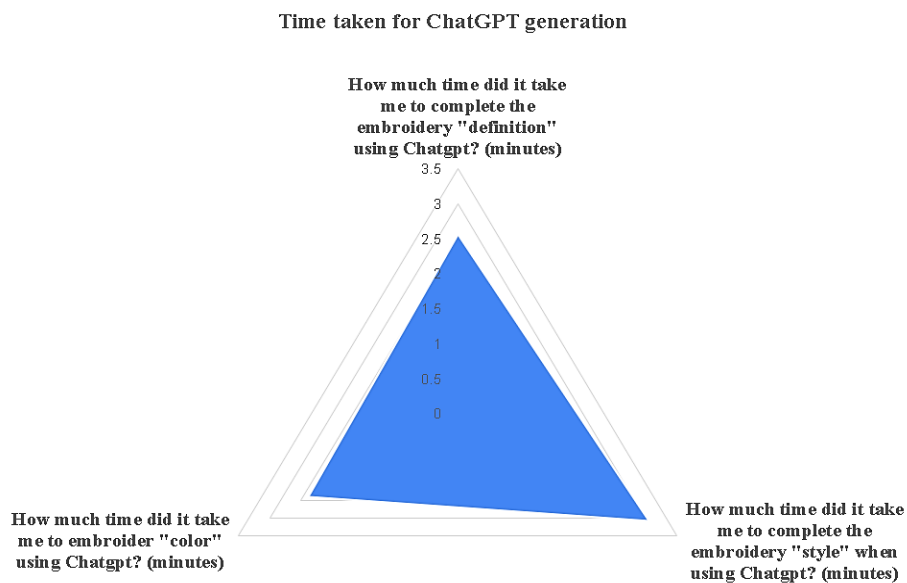 Time taken for ChatGPT generation
How much time did it take
me to complete the
embroidery "definition"
using Chatgpt? (minutes)
3.5
3
2.5
2
1.5
1
0.5
0
How much time did it take
me to embroider "color"
using Chatgpt? (minutes)
How much time did it take
me to complete the
embroidery "style" when
using Chatgpt? (minutes)